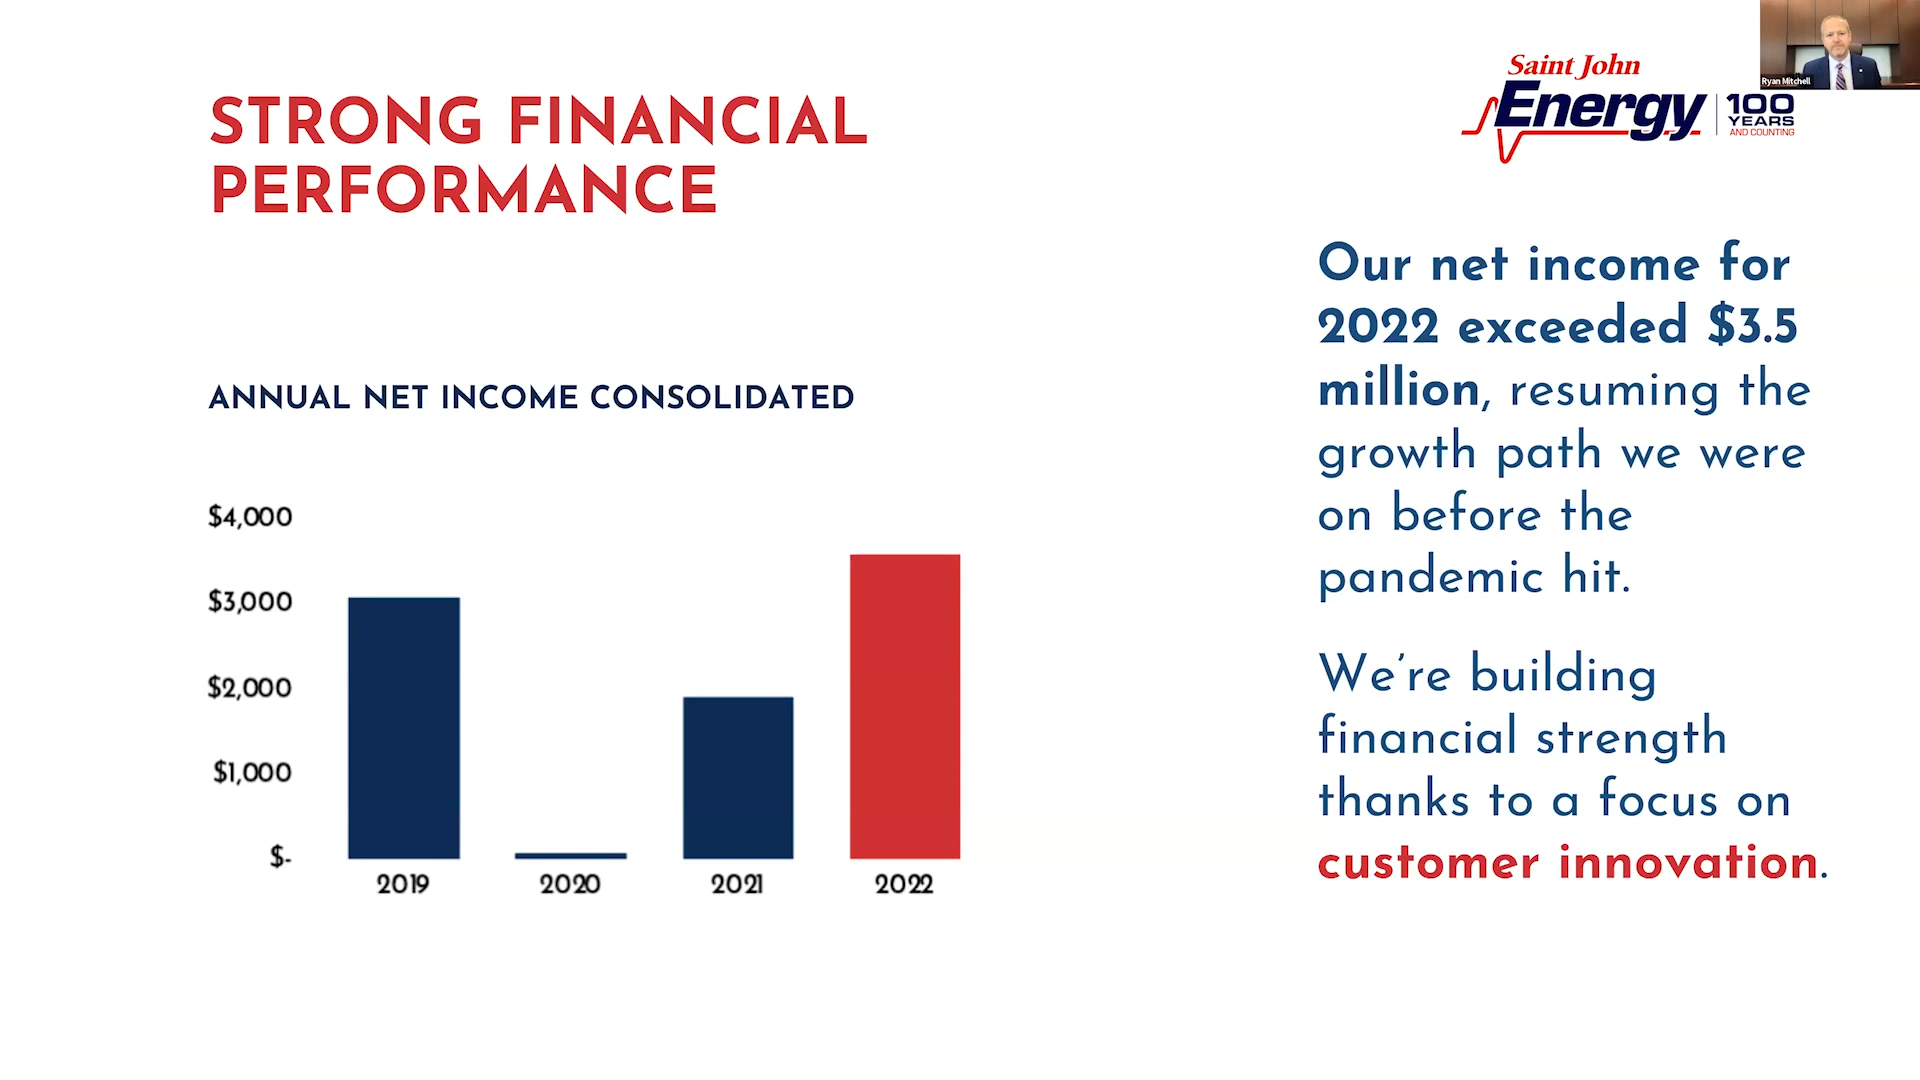 STRONG FINANCIAL
PERFORMANCE
Saint John
Energy
100
YEARS
AND COUNTING
Ryan Mitchell
ANNUAL NET INCOME CONSOLIDATED
$4,000
$3,000
$2,000
$1,000
$-
2019
2020
2021
2022
Our net income for
2022 exceeded $3.5
million, resuming the
growth path we were
on before the
pandemic hit.
We’re building
financial strength
thanks to a focus on
customer innovation.